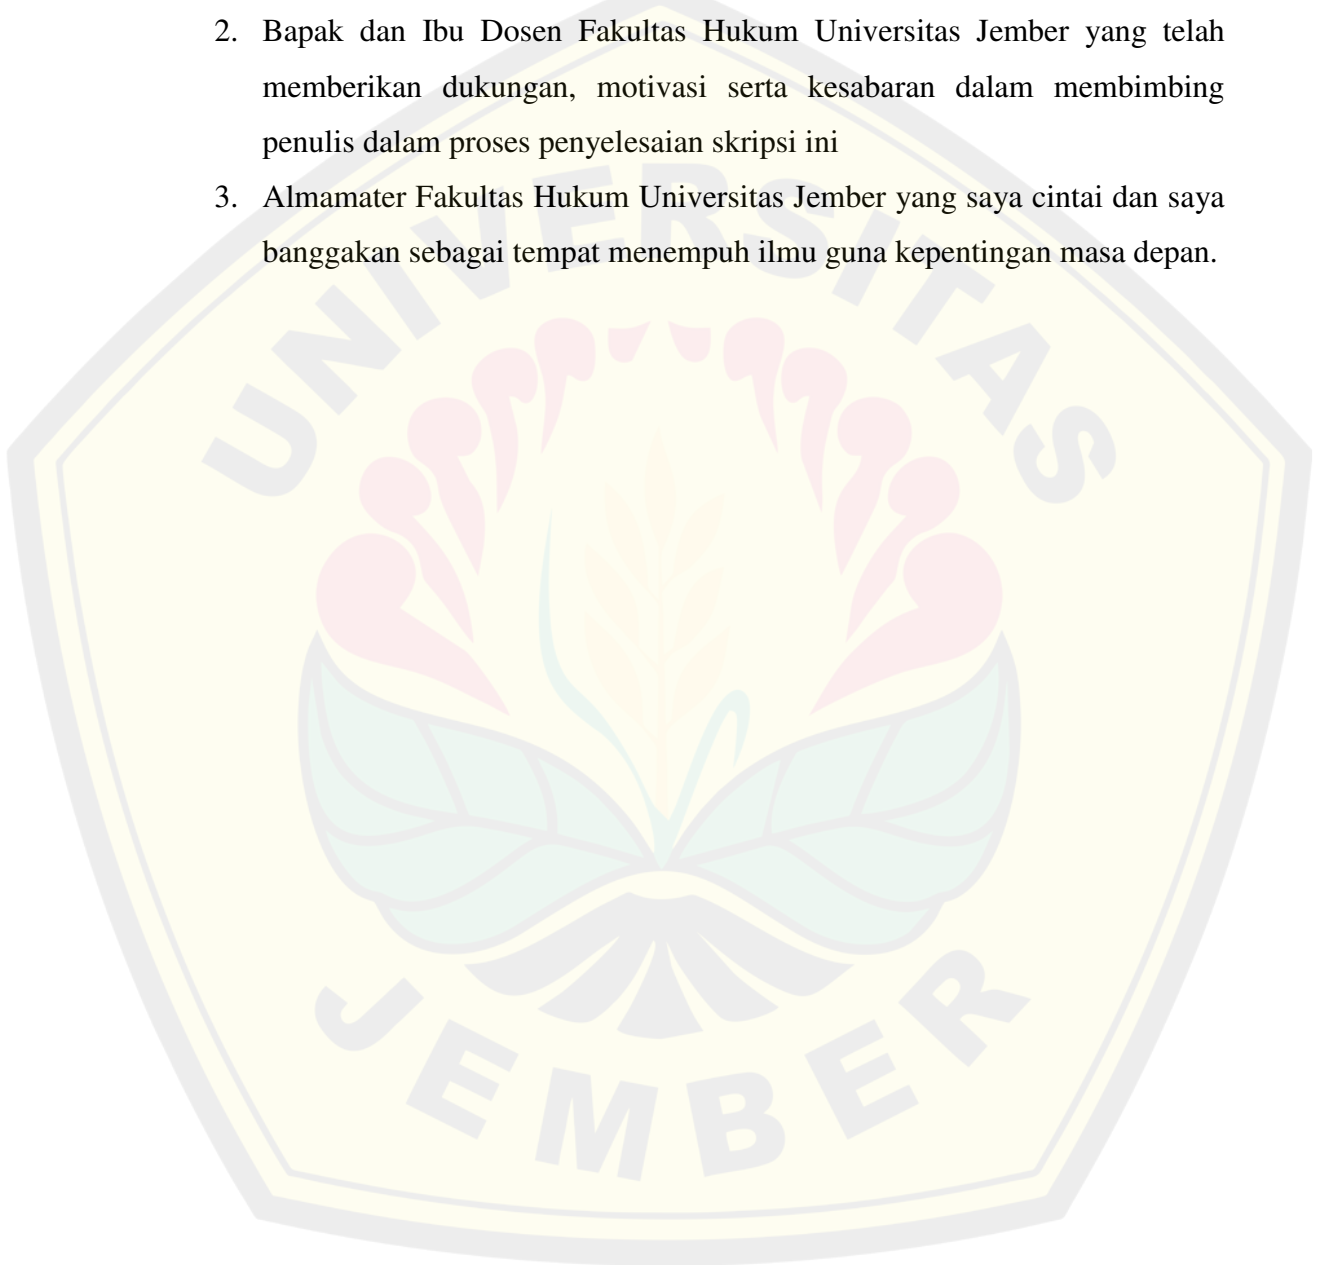 2. Bapak dan Ibu Dosen Fakultas Hukum Universitas Jember yang telah
memberikan dukungan, motivasi serta kesabaran dalam membimbing
penulis dalam proses penyelesaian skripsi ini
3. Almamater Fakultas Hukum Universitas Jember yang saya cintai dan saya
banggakan sebagai tempat menempuh ilmu guna kepentingan masa depan.
UNIVERSITAS
JEMBER